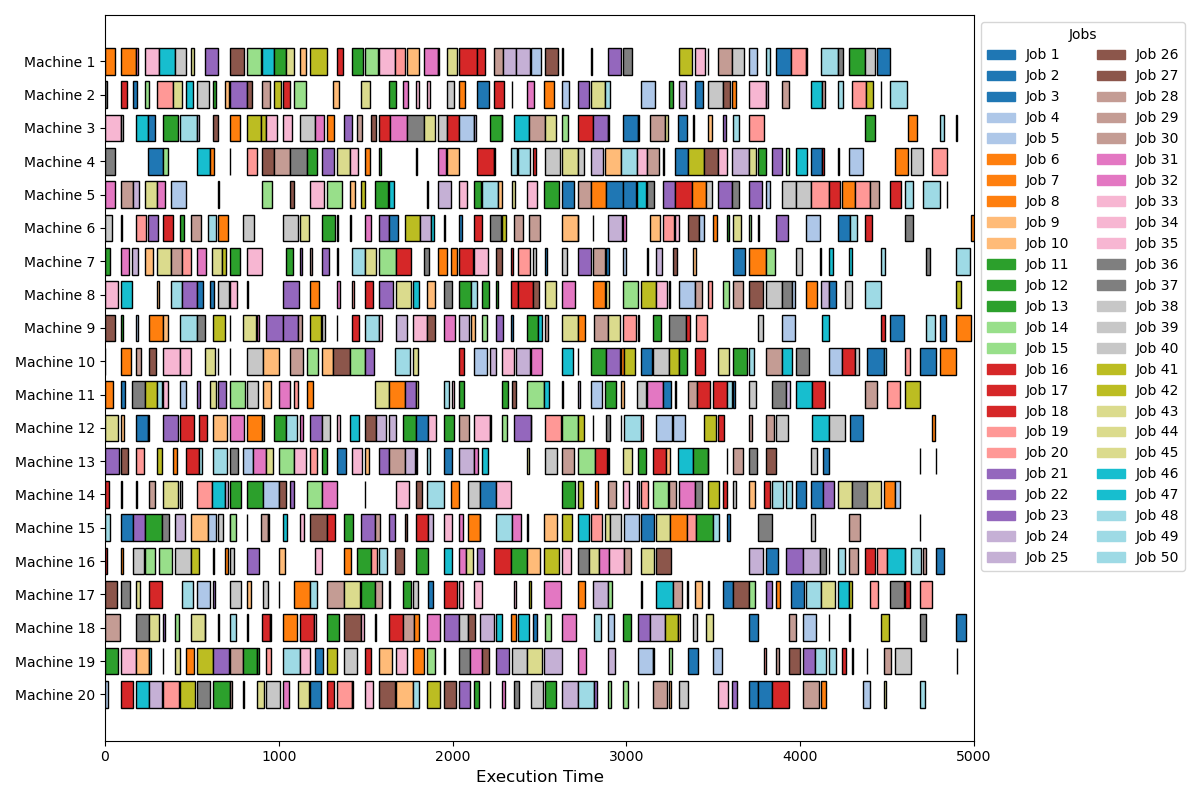 Machine 1
Machine 2
Machine 3
Machine 4
Machine 5
Machine 6
Machine 7
Machine 8
Machine 9
Machine 10
Machine 11
Machine 12
Machine 13
Machine 14
Machine 15
Machine 16
Machine 17
Machine 18
Machine 19
Machine 20
0 1000 2000 3000 4000 5000
Execution Time
Jobs
Job 1
Job 2
Job 3
Job 4
Job 5
Job 6
Job 7
Job 8
Job 9
Job 10
Job 11
Job 12
Job 13
Job 14
Job 15
Job 16
Job 17
Job 18
Job 19
Job 20
Job 21
Job 22
Job 23
Job 24
Job 25
Job 26
Job 27
Job 28
Job 29
Job 30
Job 31
Job 32
Job 33
Job 34
Job 35
Job 36
Job 37
Job 38
Job 39
Job 40
Job 41
Job 42
Job 43
Job 44
Job 45
Job 46
Job 47
Job 48
Job 49
Job 50